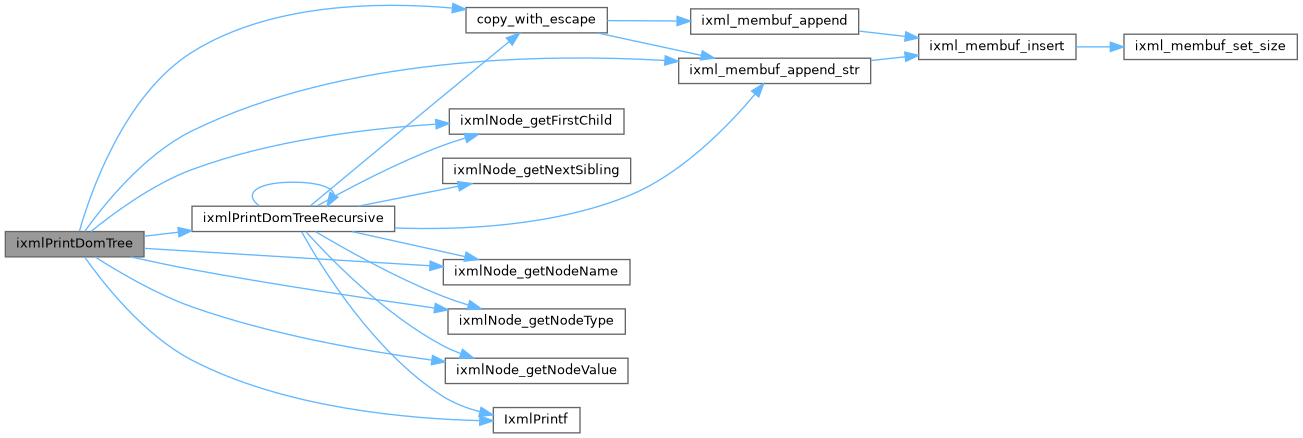 copy_with_escape
ixml_membuf_append
ixml_membuf_insert
ixml_membuf_set_size
ixml_membuf_append_str
ixmlNode_getFirstChild
ixmlNode_getNextSibling
ixmlPrintDomTreeRecursive
ixmlPrintDomTree
ixmlNode_getNodeName
ixmlNode_getNodeType
ixmlNode_getNodeValue
IxmlPrintf